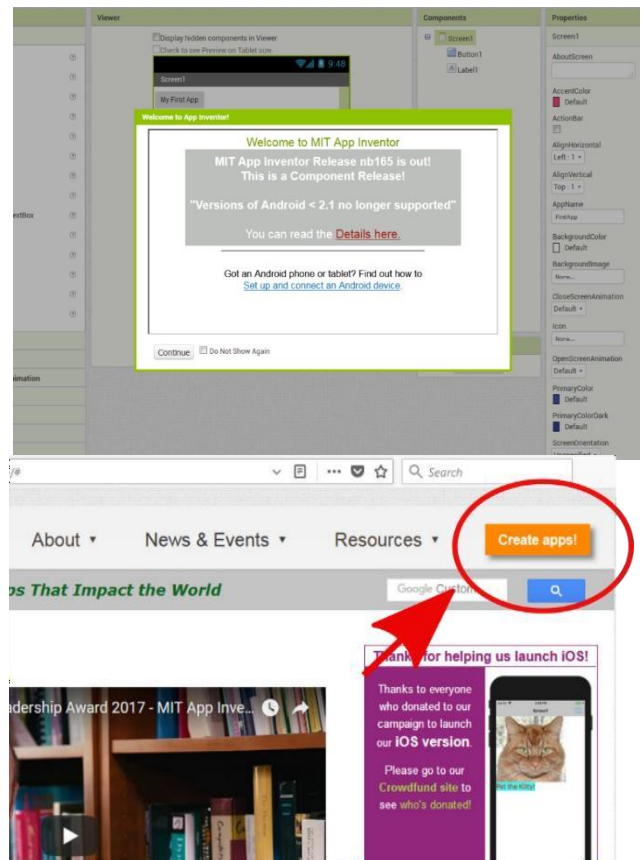 Viewer
Components
Properties
Display hidden components in Viewer
Check to see Preview on Tablet size.
9:48
Screen1
My First App
Screen1
Button1
Label1
extBox
imation
Screen1
AboutScreen
AccentColor
Default
ActionBar
AlignHorizontal
Left : 1
AlignVertical
Top : 1
AppName
FirstApp
BackgroundColor
Default
BackgroundImage
None...
CloseScreenAnimation
Default
Icon
None...
OpenScreenAnimation
Default
PrimaryColor
Default
PrimaryColorDark
Default
ScreenOrientation
Welcome to App Inventor!
Welcome to MIT App Inventor
MIT App Inventor Release nb165 is out!
This is a Component Release!
"Versions of Android < 2.1 no longer supported"
You can read the Details here.
Got an Android phone or tablet? Find out how to
Set up and connect an Android device.
Continue
Do Not Show Again
/#
Search
About
News & Events
Resources
Create apps!
ps That Impact the World
Google Custom
Thanks for helping us launch iOS!
Thanks to everyone
who donated to our
campaign to launch
our iOS version.
Please go to our
Crowdfund site to
see who's donated!
Screen1
Pet the Kitty!
adership Award 2017 - MIT App Inve...